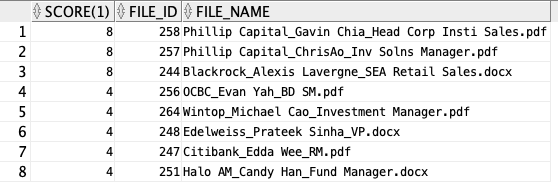 SCORE(1) FILE_ID FILE_NAME
1 8 258 Phillip Capital_Gavin Chia_Head Corp Insti Sales.pdf
2 8 257 Phillip Capital_ChrisAo_Inv Solns Manager.pdf
3 8 244 Blackrock_Alexis Lavergne_SEA Retail Sales.docx
4 4 256 OCBC_Evan Yah_BD SM.pdf
5 4 264 Wintop_Michael Cao_Investment Manager.pdf
6 4 248 Edelweiss_Prateek Sinha_VP.docx
7 4 247 Citibank_Edda Wee_RM.pdf
8 4 251 Halo AM_Candy Han_Fund Manager.docx